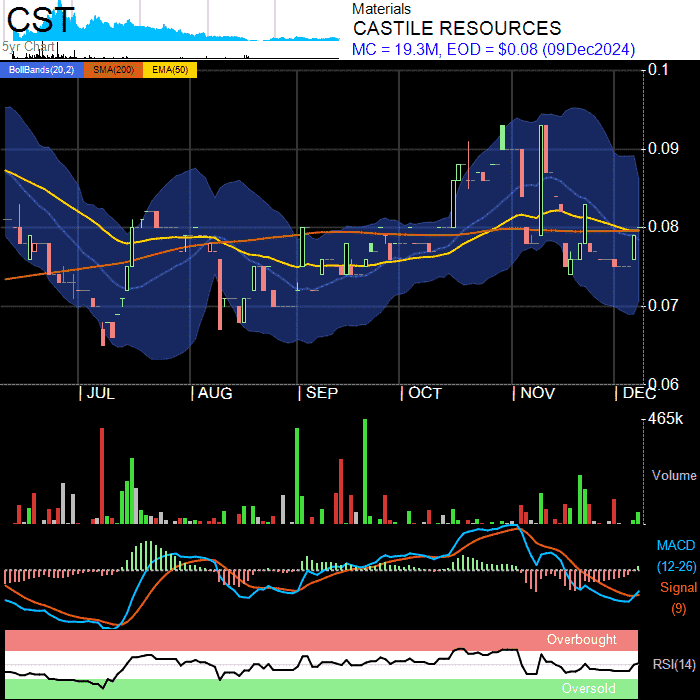 CST
5yr Chart
Materials
CASTILE RESOURCES
MC = 19.3M, EOD = $0.08 (09Dec2024)
BollBands(20,2) SMA(200) EMA(50)
0.1
0.09
0.08
0.07
0.06
| JUL | AUG | SEP | OCT | NOV | DEC
465k
Volume
MACD
(12-26)
Signal
(9)
Overbought
RSI(14)
Oversold